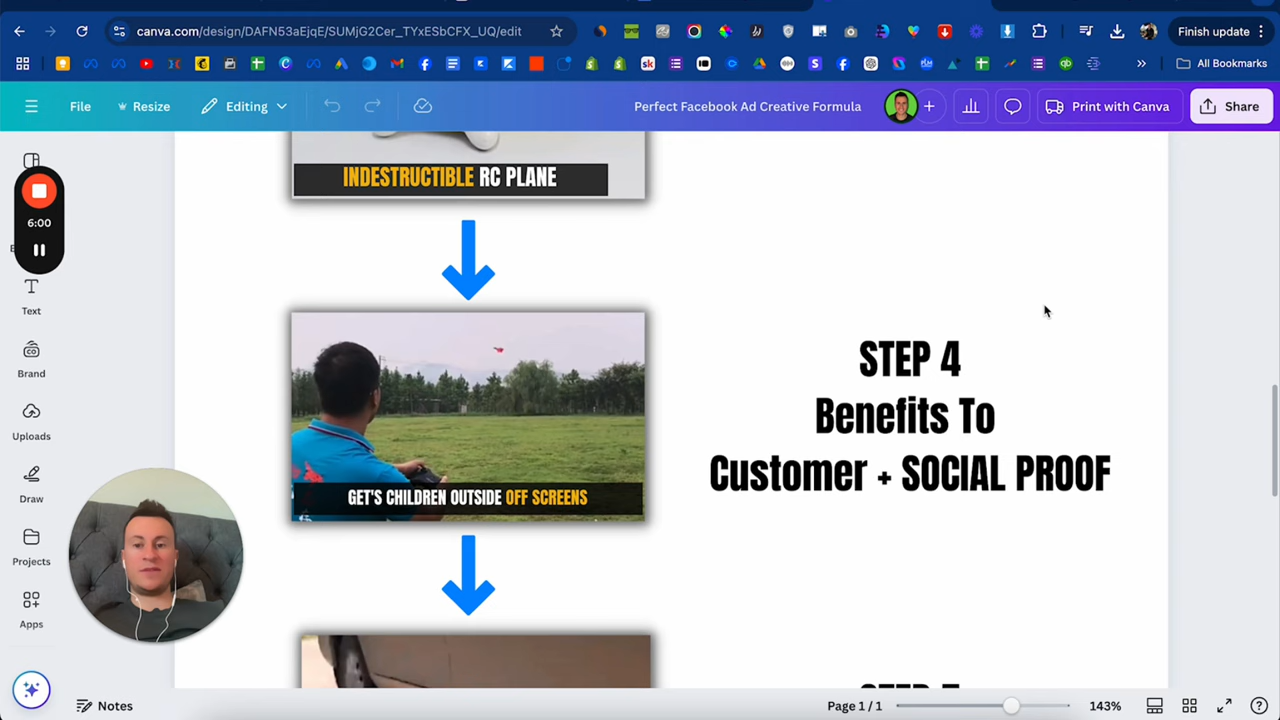 canva.com/design/DAFN53aEjqE/SUMjG2Cer_TYxESbCFX_UQ/edit
Finish update
All Bookmarks
File
Resize
Editing
Perfect Facebook Ad Creative Formula
Print with Canva
Share
6:00
Text
Brand
Uploads
Draw
Projects
Apps
INDESTRUCTIBLE RC PLANE
GET'S CHILDREN OUTSIDE OFF SCREENS
STEP 4
Benefits To
Customer + SOCIAL PROOF
Notes
Page 1 / 1
143%